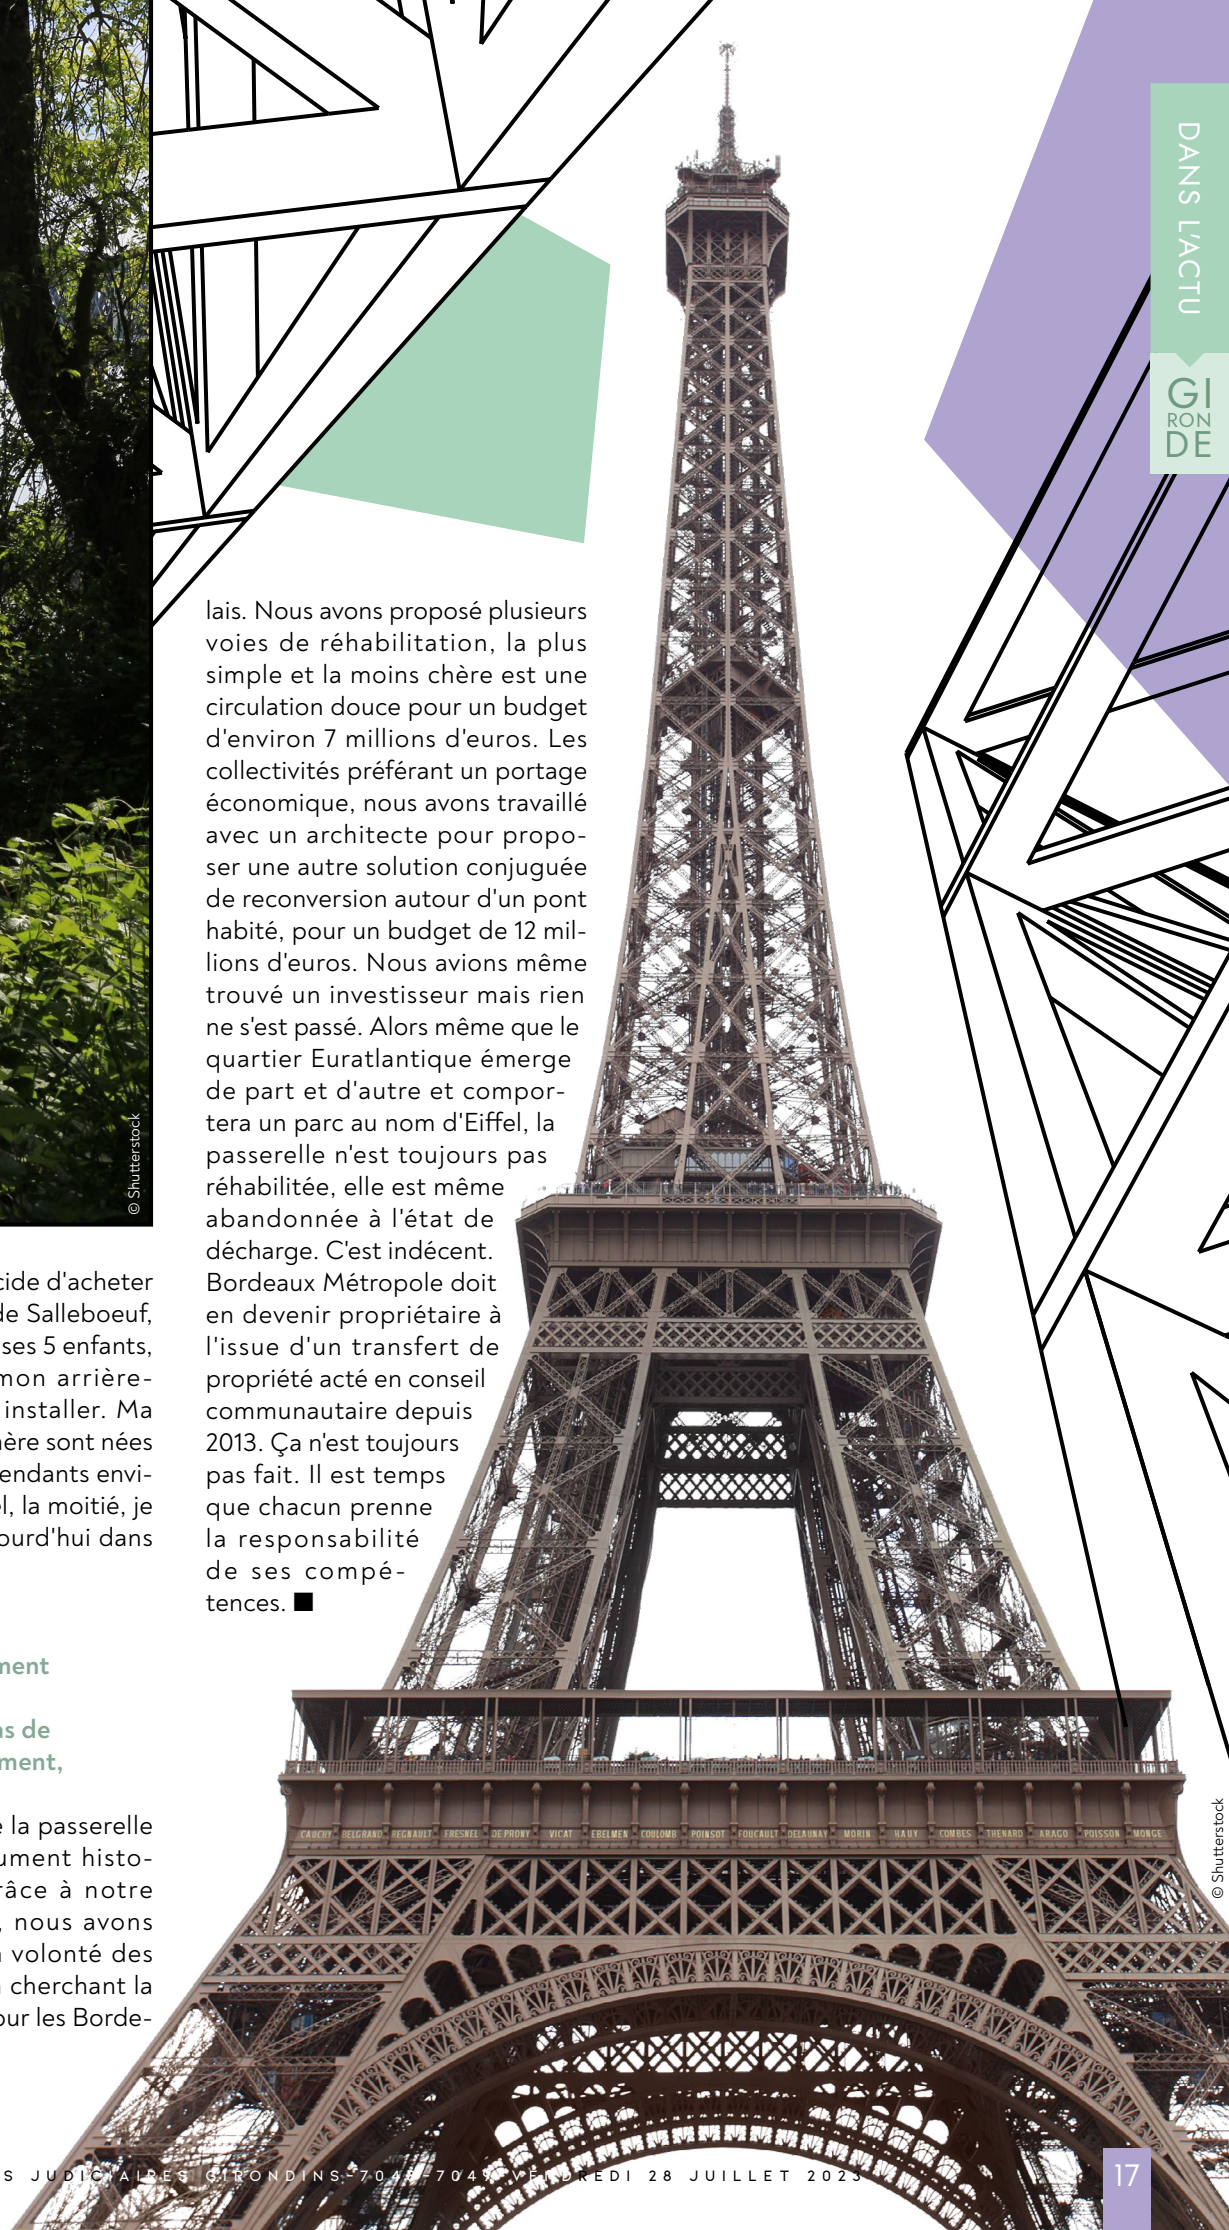 © Shutterstock
cide d'acheter
de Salleboeuf,
ses 5 enfants,
mon arrière-
installer. Ma
ère sont nées
endants envi-
l, la moitié, je
ourd'hui dans
ment
ns de
ment,
la passerelle
ument histo-
râce à notre
, nous avons
volonté des
cherchant la
our les Borde-
lais. Nous avons proposé plusieurs
voies de réhabilitation, la plus
simple et la moins chère est une
circulation douce pour un budget
d'environ 7 millions d'euros. Les
collectivités préférant un portage
économique, nous avons travaillé
avec un architecte pour propo-
ser une autre solution conjuguée
de reconversion autour d'un pont
habité, pour un budget de 12 mil-
lions d'euros. Nous avions même
trouvé un investisseur mais rien
ne s'est passé. Alors même que le
quartier Euratlantique émerge
de part et d'autre et compor-
tera un parc au nom d'Eiffel, la
passerelle n'est toujours pas
réhabilitée, elle est même
abandonnée à l'état de
décharge. C'est indécent.
Bordeaux Métropole doit
en devenir propriétaire à
l'issue d'un transfert de
propriété acté en conseil
communautaire depuis
2013. Ça n'est toujours
pas fait. Il est temps
que chacun prenne
la responsabilité
de ses compé-
tences. ■
DANS L'ACTU
GI
RON
DE
CAUCHY BELGRAND REGNAULT FRESNEL DE PRONY VICAT EBELMEN COULOMB POINSOT FOUCAULT DELAUNAY MORIN HAUY COMBES THENARD ARAGO POISSON MONGE
© Shutterstock
S JUDICIAIRES GIRONDINS-7048-7049-VENDREDI 28 JUILLET 2023
17